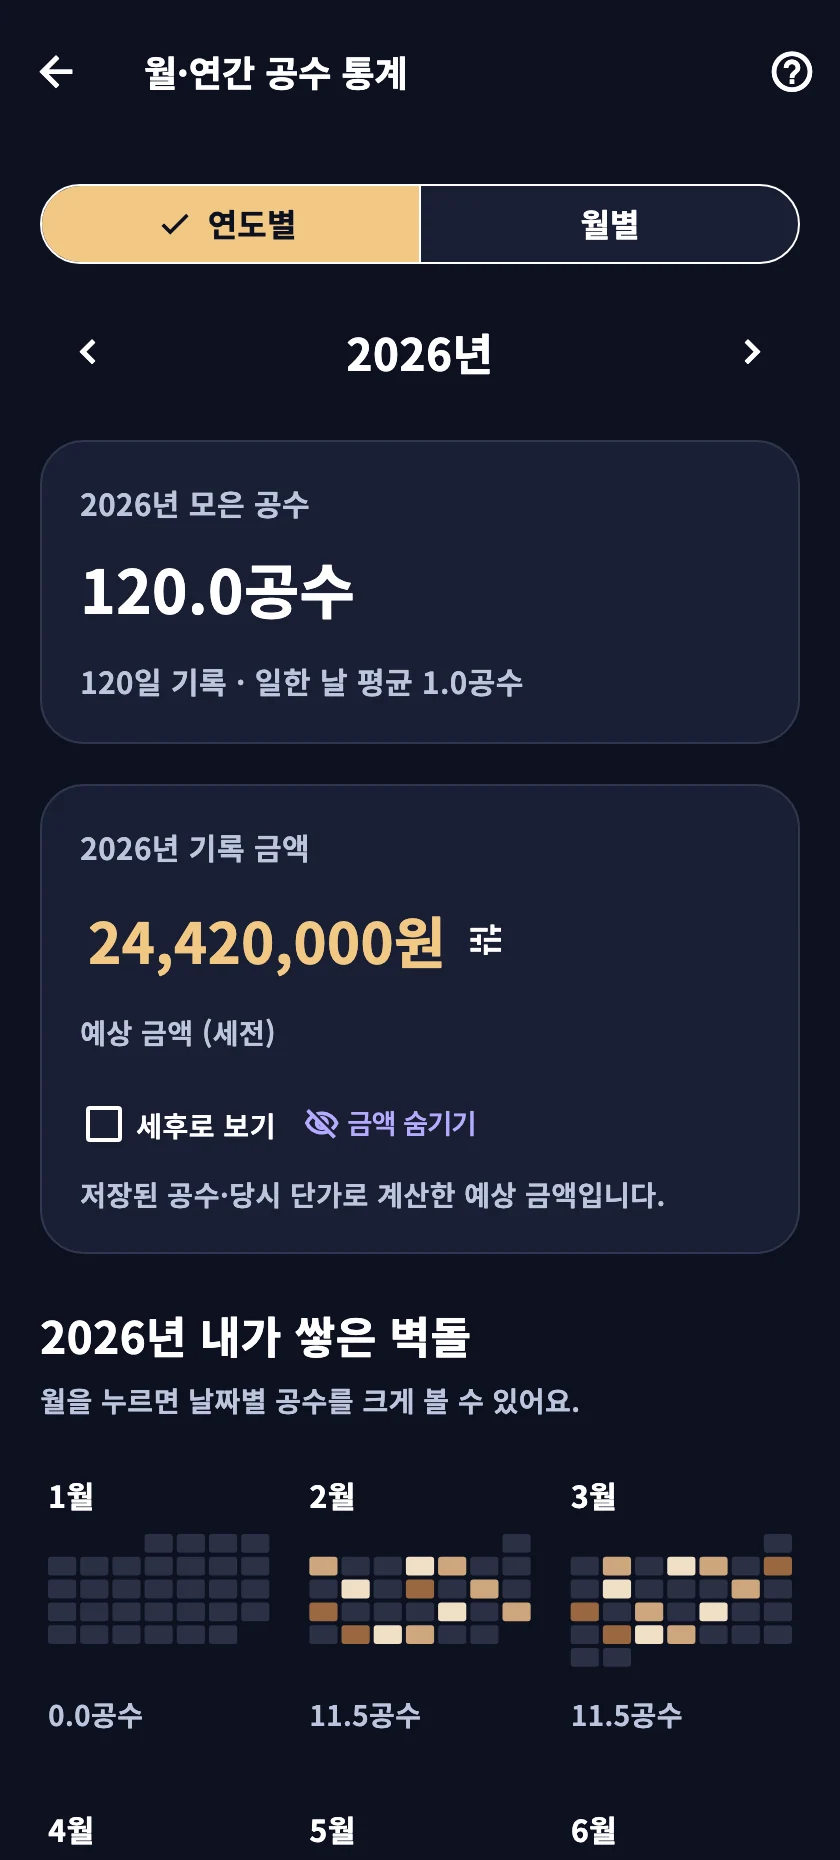 월·연간 공수 통계
연도별
월별
2026년
2026년 모은 공수
120.0공수
120일 기록 · 일한 날 평균 1.0공수
2026년 기록 금액
24,420,000원
예상 금액 (세전)
세후로 보기
금액 숨기기
저장된 공수·당시 단가로 계산한 예상 금액입니다.
2026년 내가 쌓은 벽돌
월을 누르면 날짜별 공수를 크게 볼 수 있어요.
1월
2월
3월
0.0공수
11.5공수
11.5공수
4월
5월
6월